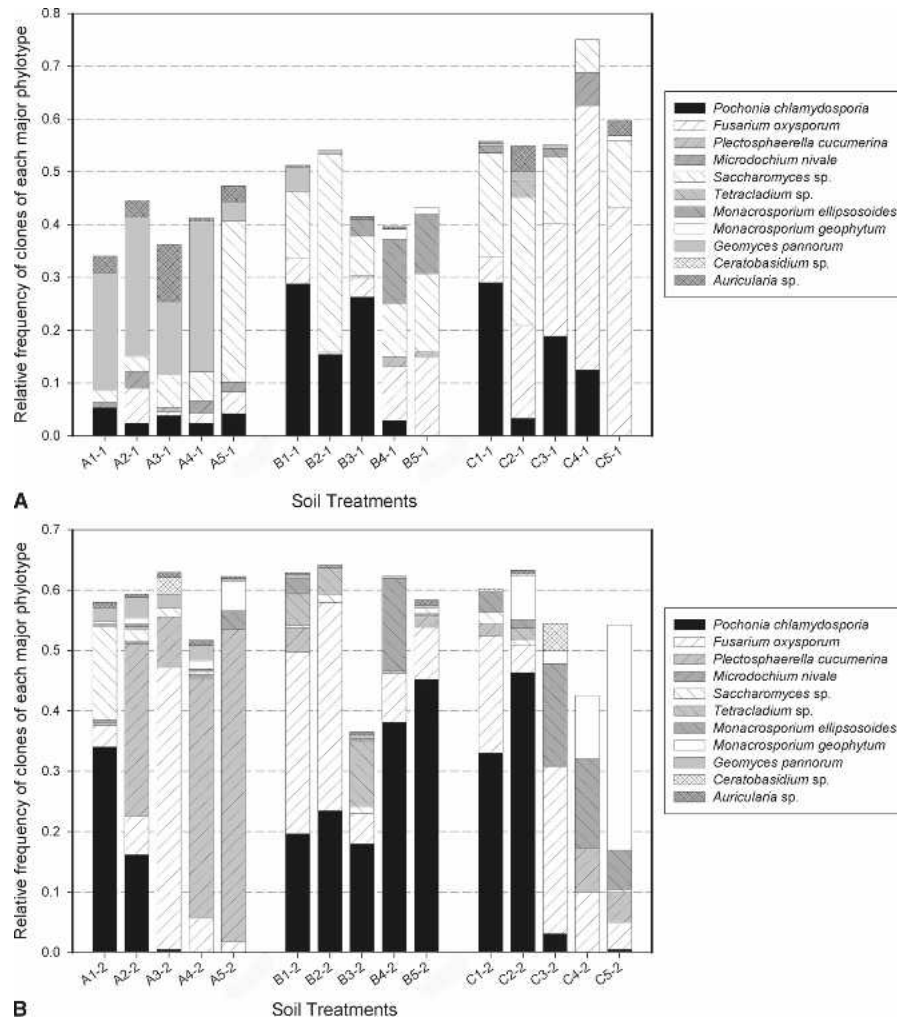 Relative frequency of clones of each major phylotype
0.8
0.7
0.6
0.5
0.4
0.3
0.2
0.1
0.0
A1-1 A2-1 A3-1 A4-1 A5-1 B1-1 B2-1 B3-1 B4-1 B5-1 C1-1 C2-1 C3-1 C4-1 C5-1
Soil Treatments
A
Pochonia chlamydosporia
Fusarium oxysporum
Plectosphaerella cucumerina
Microdochium nivale
Saccharomyces sp.
Tetracladium sp.
Monacrosporium ellipsosoides
Monacrosporium geophytum
Geomyces pannorum
Ceratobasidium sp.
Auricularia sp.
Relative frequency of clones of each major phylotype
0.7
0.6
0.5
0.4
0.3
0.2
0.1
0.0
A1-2 A2-2 A3-2 A4-2 A5-2 B1-2 B2-2 B3-2 B4-2 B5-2 C1-2 C2-2 C3-2 C4-2 C5-2
Soil Treatments
B
Pochonia chlamydosporia
Fusarium oxysporum
Plectosphaerella cucumerina
Microdochium nivale
Saccharomyces sp.
Tetracladium sp.
Monacrosporium ellipsosoides
Monacrosporium geophytum
Geomyces pannorum
Ceratobasidium sp.
Auricularia sp.